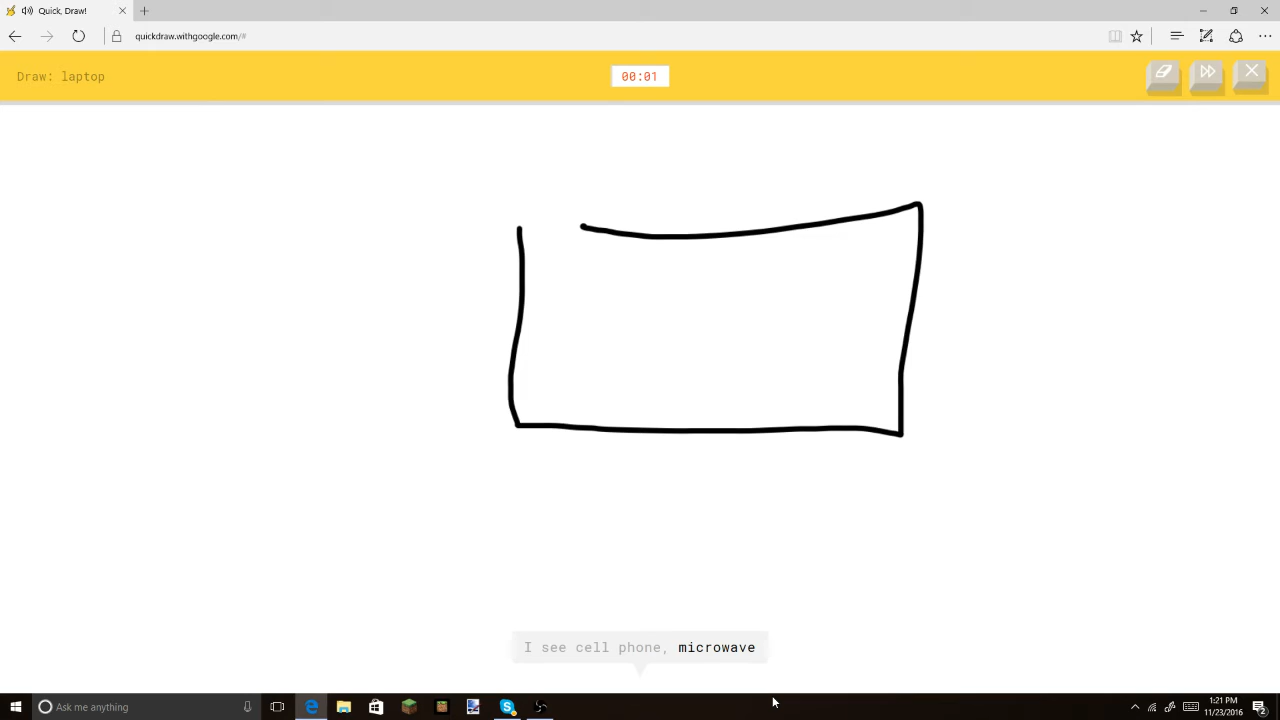 Quick, Draw!
quickdraw.withgoogle.com/#
Draw: laptop
00:01
I see cell phone, microwave
Ask me anything
1:21 PM
11/23/2016
2